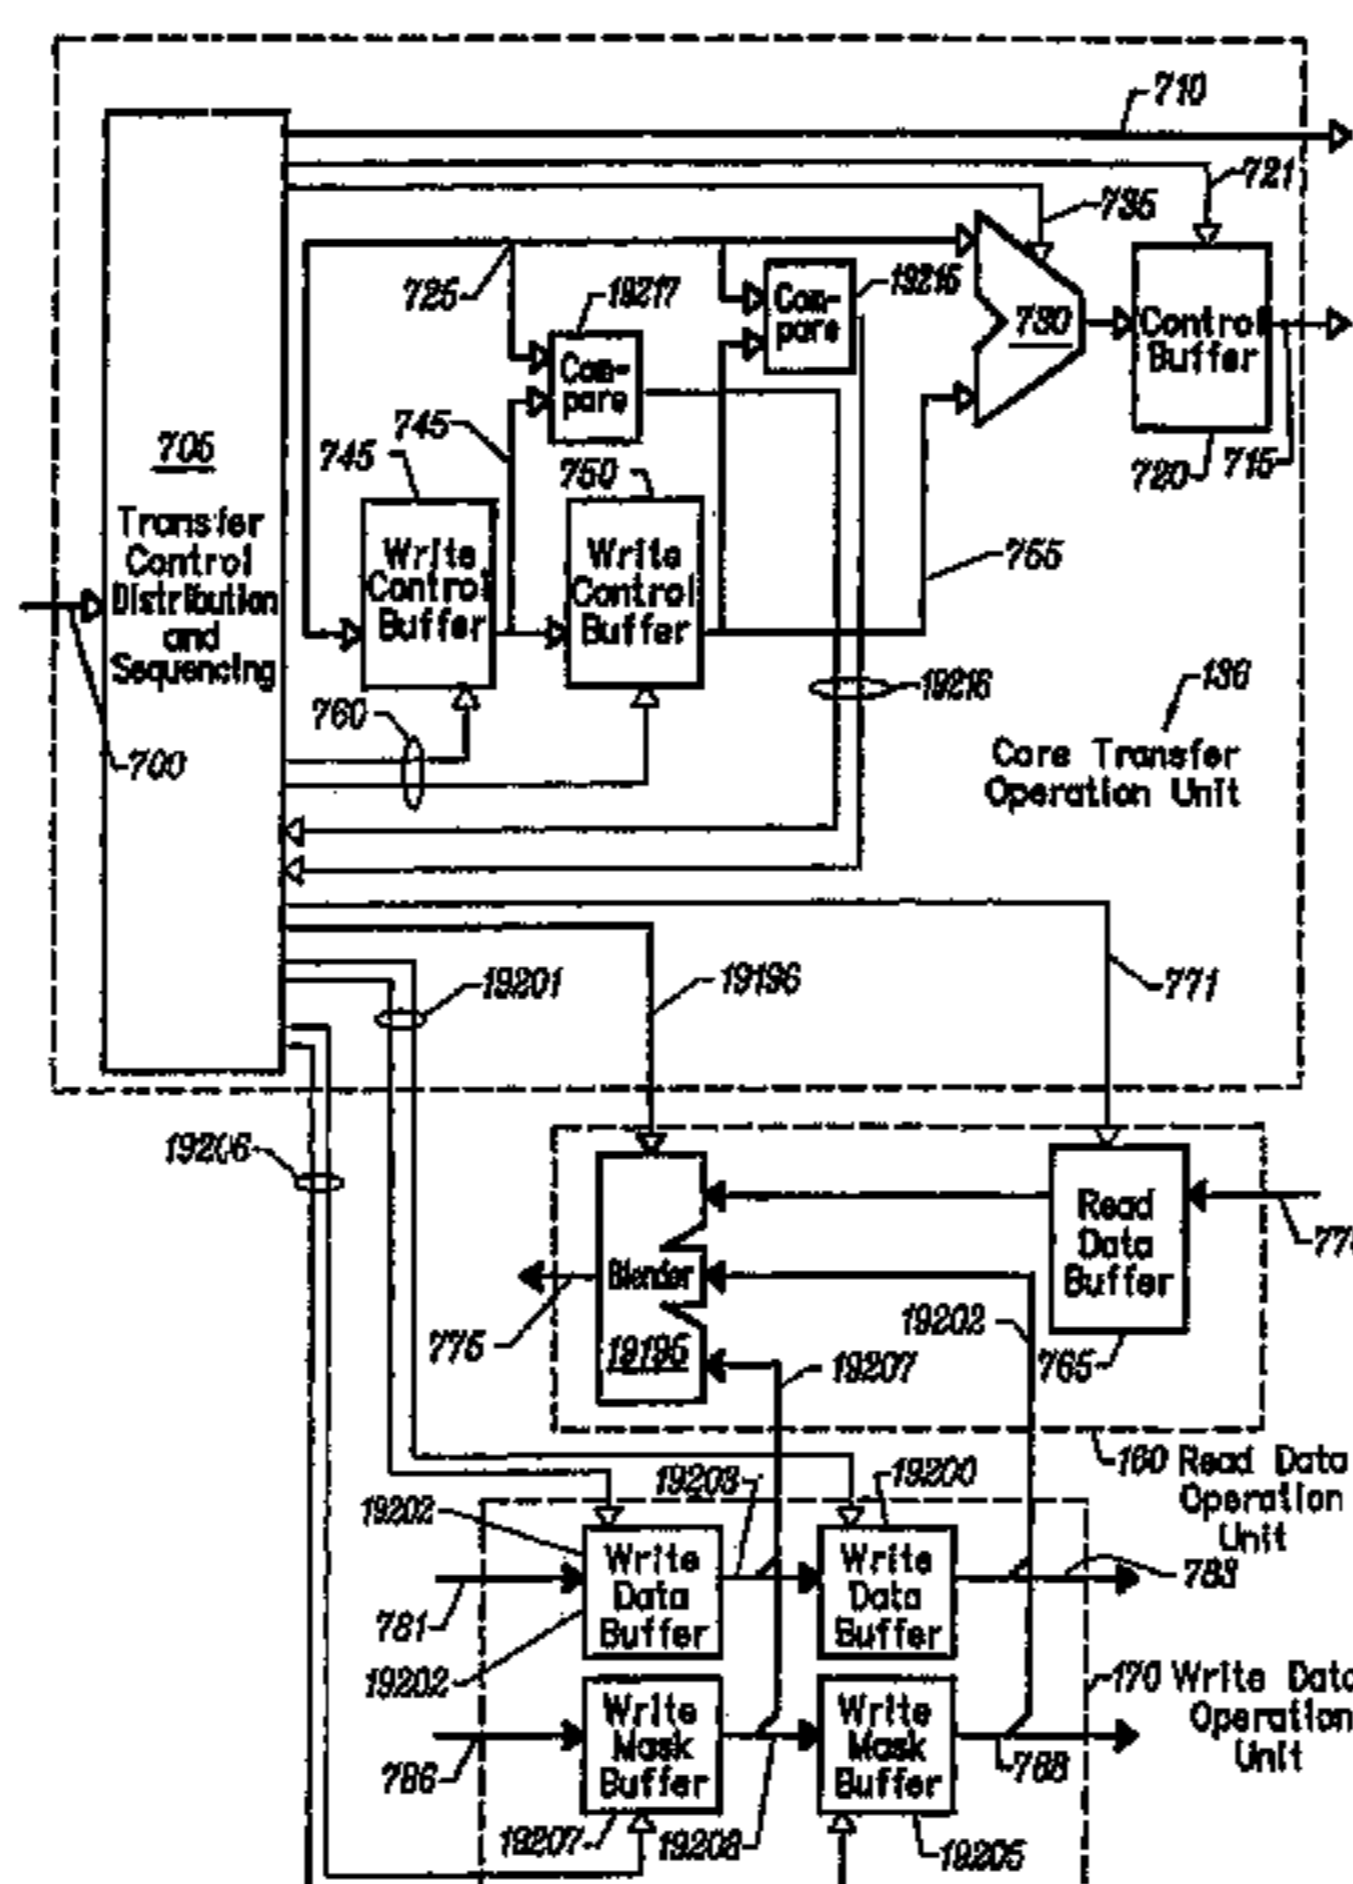 710
721
735
725
19217
19215
Com-
pare
730
Control
Buffer
Com-
pare
745
745
750
720
715
705
Transfer
Control
Distribution
and
Sequencing
Write
Control
Buffer
Write
Control
Buffer
755
19216
136
760
700
Core Transfer
Operation Unit
19201
19196
771
19206
Read
Data
Buffer
Blender
775
19195
19202
765
19207
160 Read Data
Operation
Unit
19203
19200
19202
Write
Data
Buffer
Write
Data
Buffer
783
781
19202
170 Write Data
Operation
Unit
Write
Mask
Buffer
Write
Mask
Buffer
786
788
19207
19208
19205